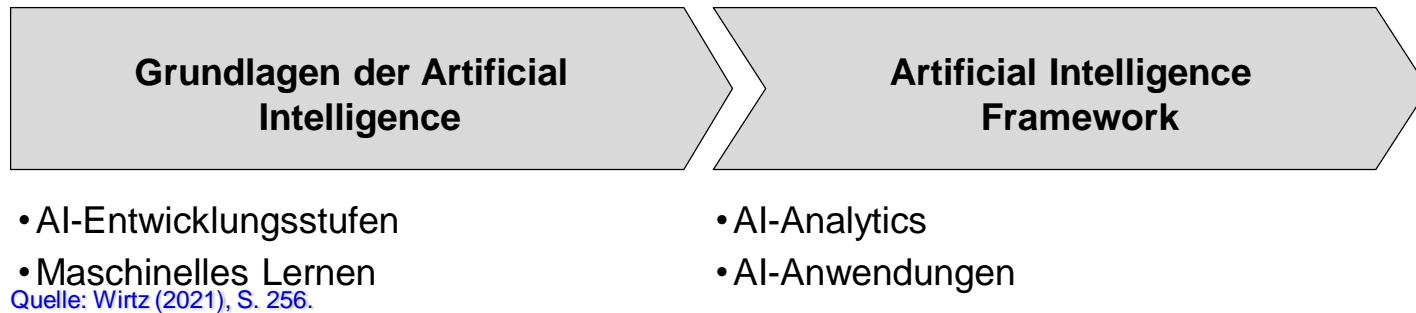 Grundlagen der Artificial
Intelligence
• AI-Entwicklungsstufen
• Maschinelles Lernen
Artificial Intelligence
Framework
• AI-Analytics
• AI-Anwendungen
Quelle: Wirtz (2021), S. 256.